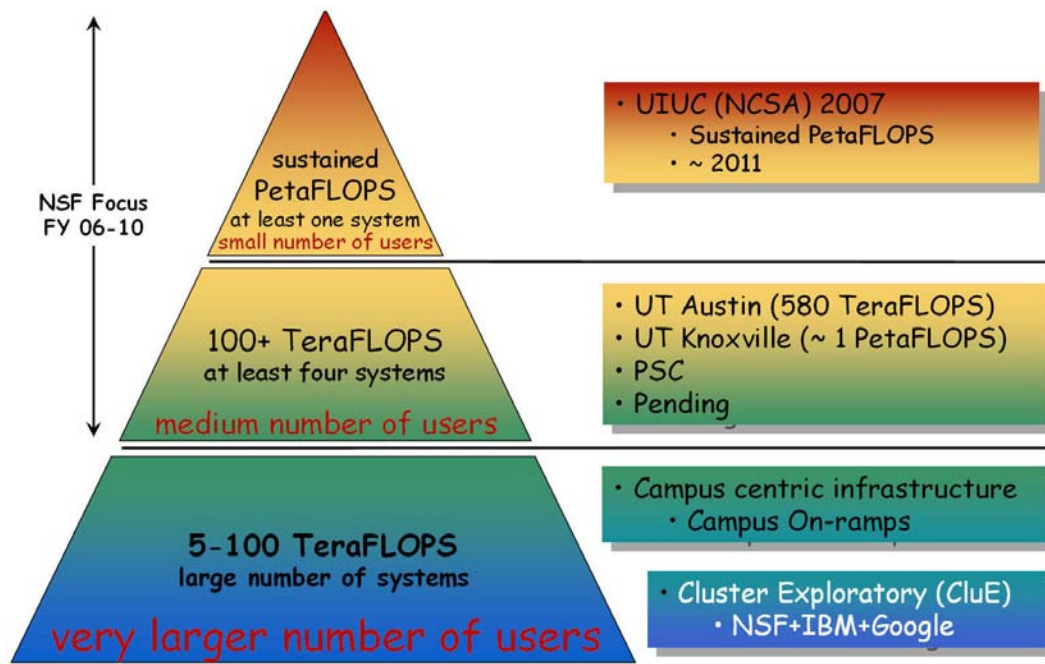 NSF Focus
FY 06-10
sustained
PetaFLOPS
at least one system
small number of users
100+ TeraFLOPS
at least four systems
medium number of users
5-100 TeraFLOPS
large number of systems
very larger number of users
• UIUC (NCSA) 2007
• Sustained PetaFLOPS
• ~ 2011
• UT Austin (580 TeraFLOPS)
• UT Knoxville (~ 1 PetaFLOPS)
• PSC
• Pending
• Campus centric infrastructure
• Campus On-ramps
• Cluster Exploratory (CluE)
• NSF+IBM+Google